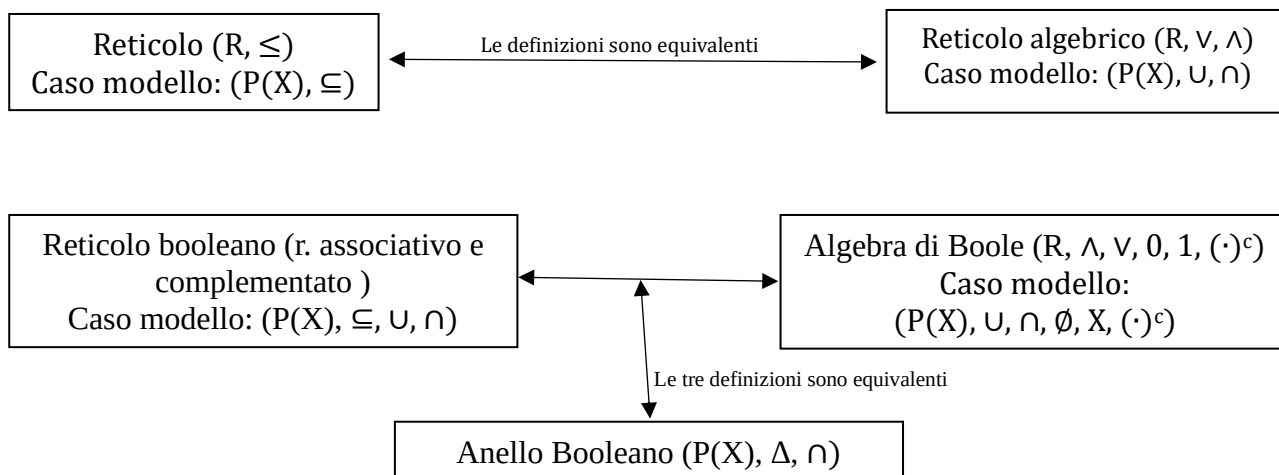 Reticolo (R, ≤)
Caso modello: (P(X), ⊆)
Le definizioni sono equivalenti
Reticolo algebrico (R, ∨, ∧)
Caso modello: (P(X), ∪, ∩)
Reticolo booleano (r. associativo e
complementato )
Caso modello: (P(X), ⊆, ∪, ∩)
Algebra di Boole (R, ∧, ∨, 0, 1, (·)ᶜ)
Caso modello:
(P(X), ∪, ∩, ∅, X, (·)ᶜ)
Le tre definizioni sono equivalenti
Anello Booleano (P(X), Δ, ∩)